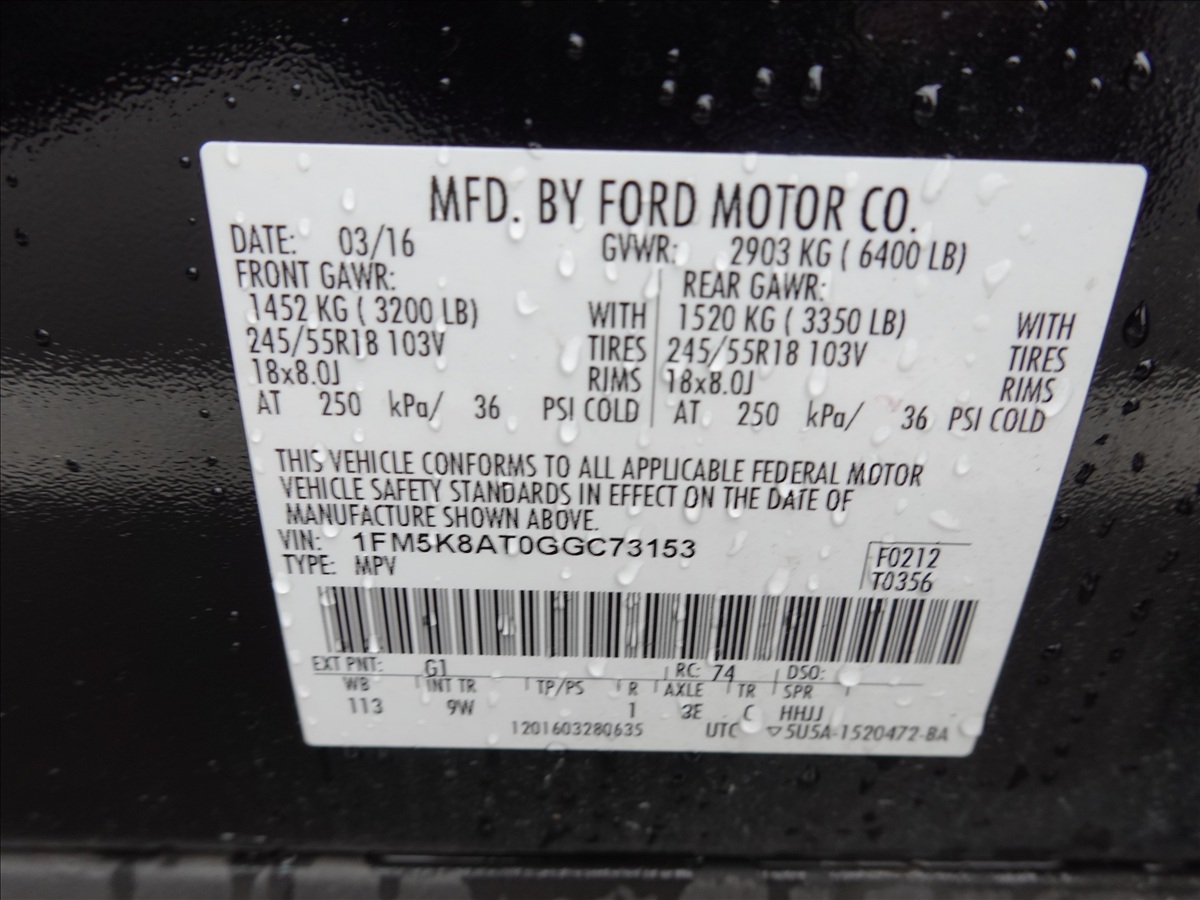 MFD. BY FORD MOTOR CO.
DATE: 03/16 GVWR: 2903 KG ( 6400 LB)
FRONT GAWR: REAR GAWR:
1452 KG ( 3200 LB) WITH 1520 KG ( 3350 LB) WITH
245/55R18 103V TIRES 245/55R18 103V TIRES
18x8.0J RIMS 18x8.0J RIMS
AT 250 kPa/ 36 PSI COLD AT 250 kPa/ 36 PSI COLD
THIS VEHICLE CONFORMS TO ALL APPLICABLE FEDERAL MOTOR
VEHICLE SAFETY STANDARDS IN EFFECT ON THE DATE OF
MANUFACTURE SHOWN ABOVE.
VIN: 1FM5K8AT0GGC73153 F0212
TYPE: MPV T0356
EXT PNT: G1 RC: 74 DSO:
WB INT TR TP/PS R AXLE TR SPR
113 9W 1 3E C HHJJ
1201603280635 UTC ▽5U5A-1520472-BA